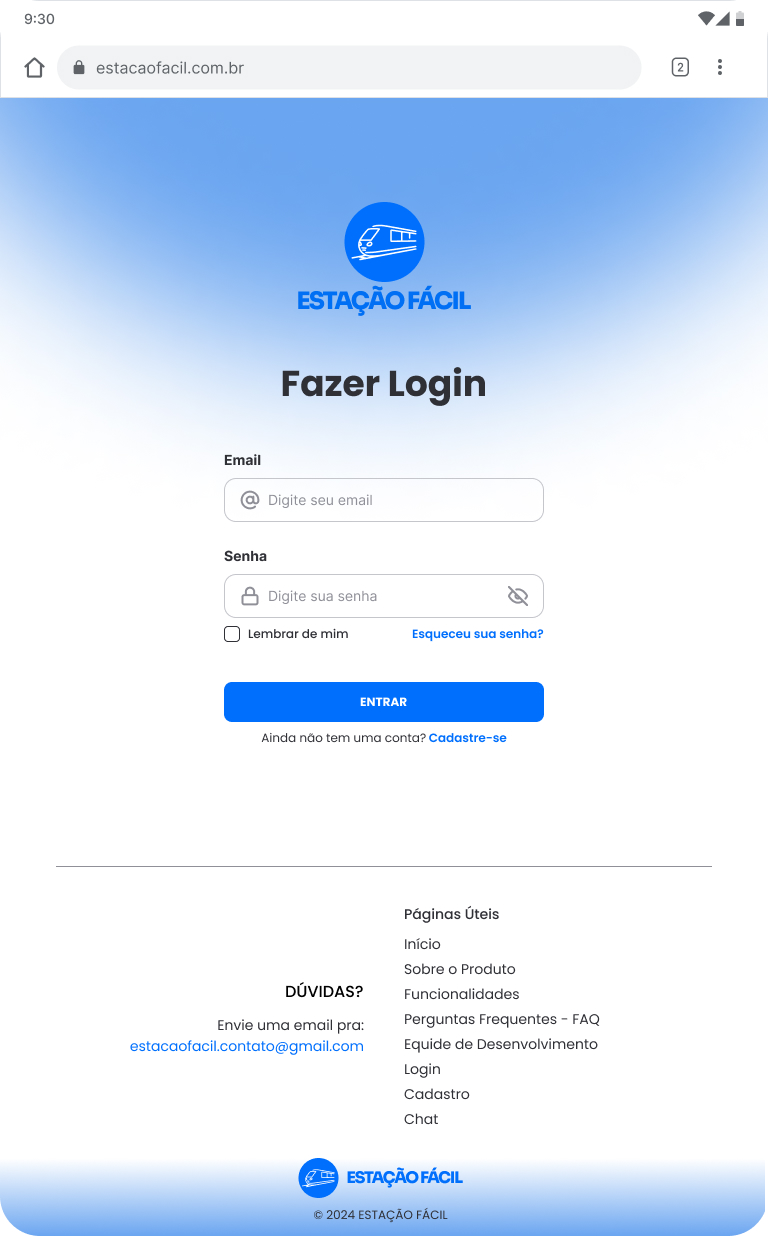 9:30
estacaofacil.com.br
2
ESTAÇÃO FÁCIL
Fazer Login
Email
Digite seu email
Senha
Digite sua senha
Lembrar de mim
Esqueceu sua senha?
ENTRAR
Ainda não tem uma conta? Cadastre-se
DÚVIDAS?
Envie uma email pra:
estacaofacil.contato@gmail.com
Páginas Úteis
Início
Sobre o Produto
Funcionalidades
Perguntas Frequentes - FAQ
Equide de Desenvolvimento
Login
Cadastro
Chat
ESTAÇÃO FÁCIL
© 2024 ESTAÇÃO FÁCIL